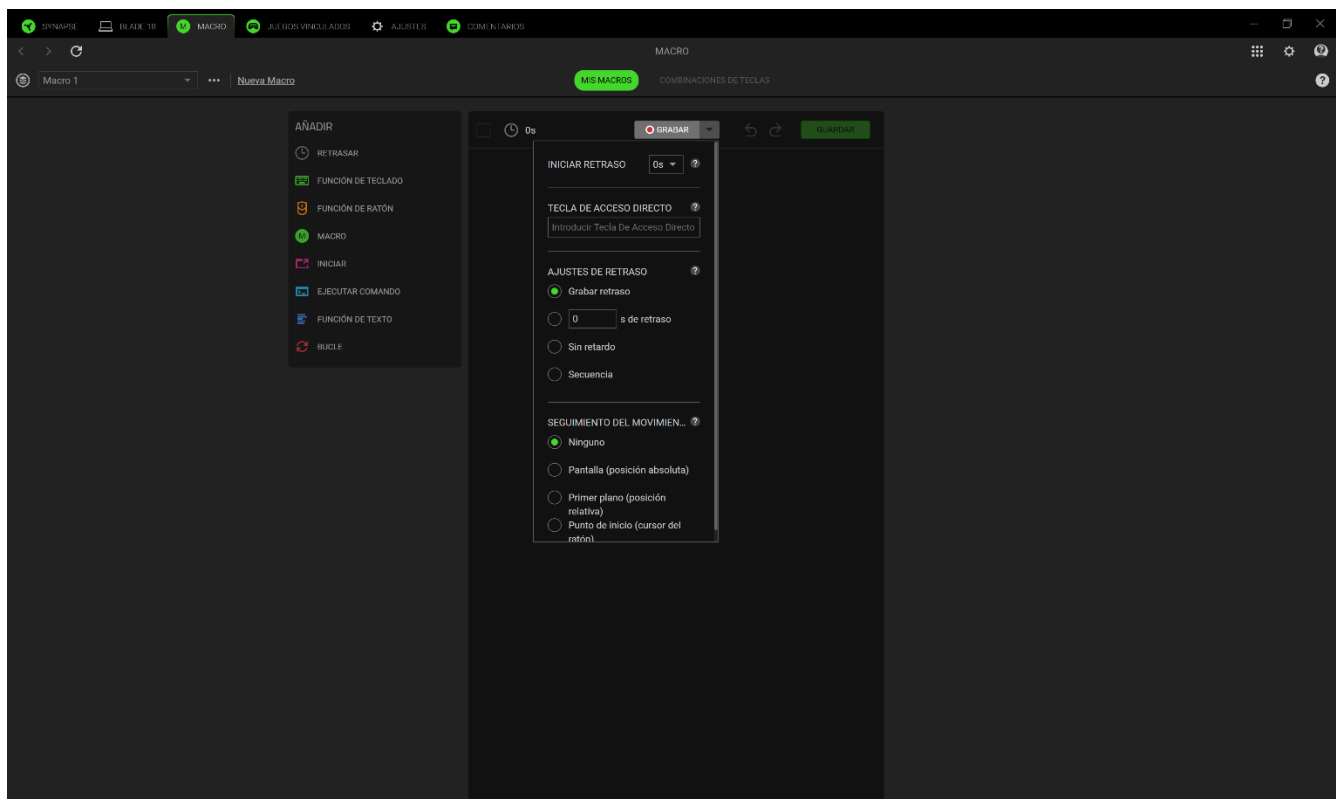 SYNAPSE
BLADE 18
MACRO
JUEGOS VINCULADOS
AJUSTES
COMENTARIOS
MACRO
Macro 1
Nueva Macro
MIS MACROS
COMBINACIONES DE TECLAS
AÑADIR
RETRASAR
FUNCIÓN DE TECLADO
FUNCIÓN DE RATÓN
MACRO
INICIAR
EJECUTAR COMANDO
FUNCIÓN DE TEXTO
BUCLE
0s
GRABAR
GUARDAR
INICIAR RETRASO
0s
TECLA DE ACCESO DIRECTO
Introducir Tecla De Acceso Directo
AJUSTES DE RETRASO
Grabar retraso
0 s de retraso
Sin retardo
Secuencia
SEGUIMIENTO DEL MOVIMIEN...
Ninguno
Pantalla (posición absoluta)
Primer plano (posición
relativa)
Punto de inicio (cursor del
ratón)